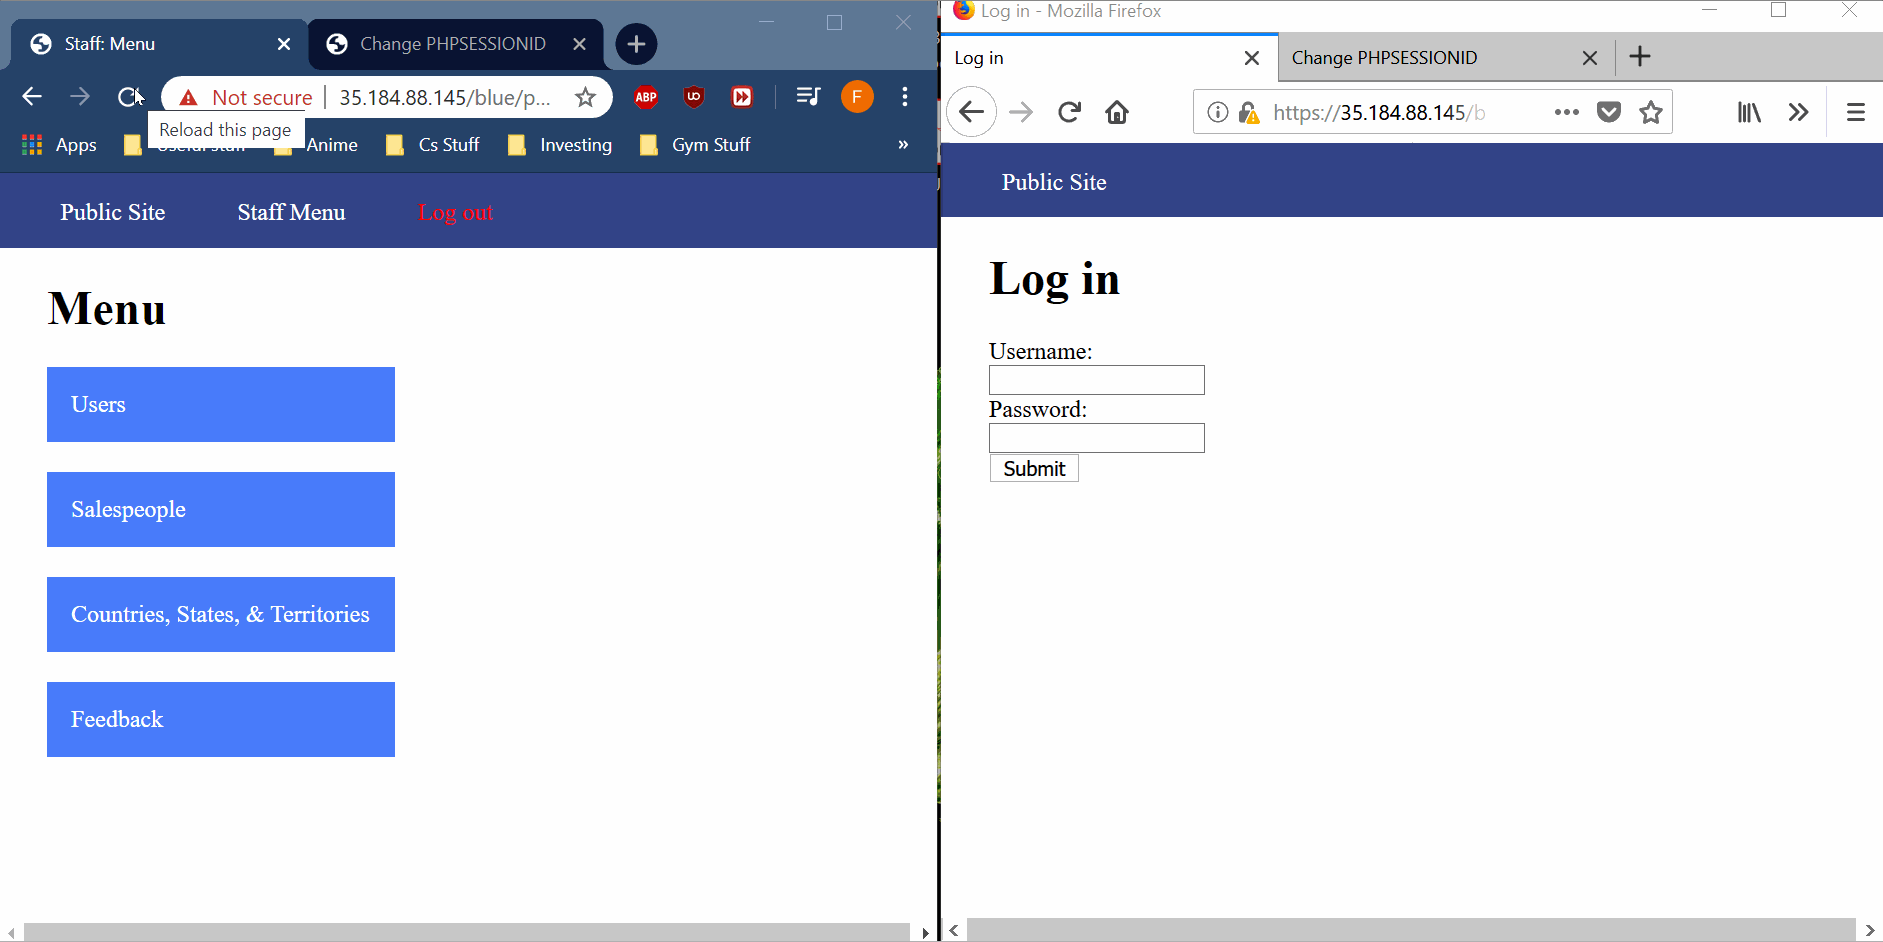 Staff: Menu
Change PHPSESSIONID
Not secure
35.184.88.145/blue/p...
ABP
F
Reload this page
Apps
Anime
Cs Stuff
Investing
Gym Stuff
»
Public Site
Staff Menu
Log out
Menu
Users
Salespeople
Countries, States, & Territories
Feedback
Log in - Mozilla Firefox
Log in
Change PHPSESSIONID
https://35.184.88.145/b
Public Site
Log in
Username:
Password:
Submit